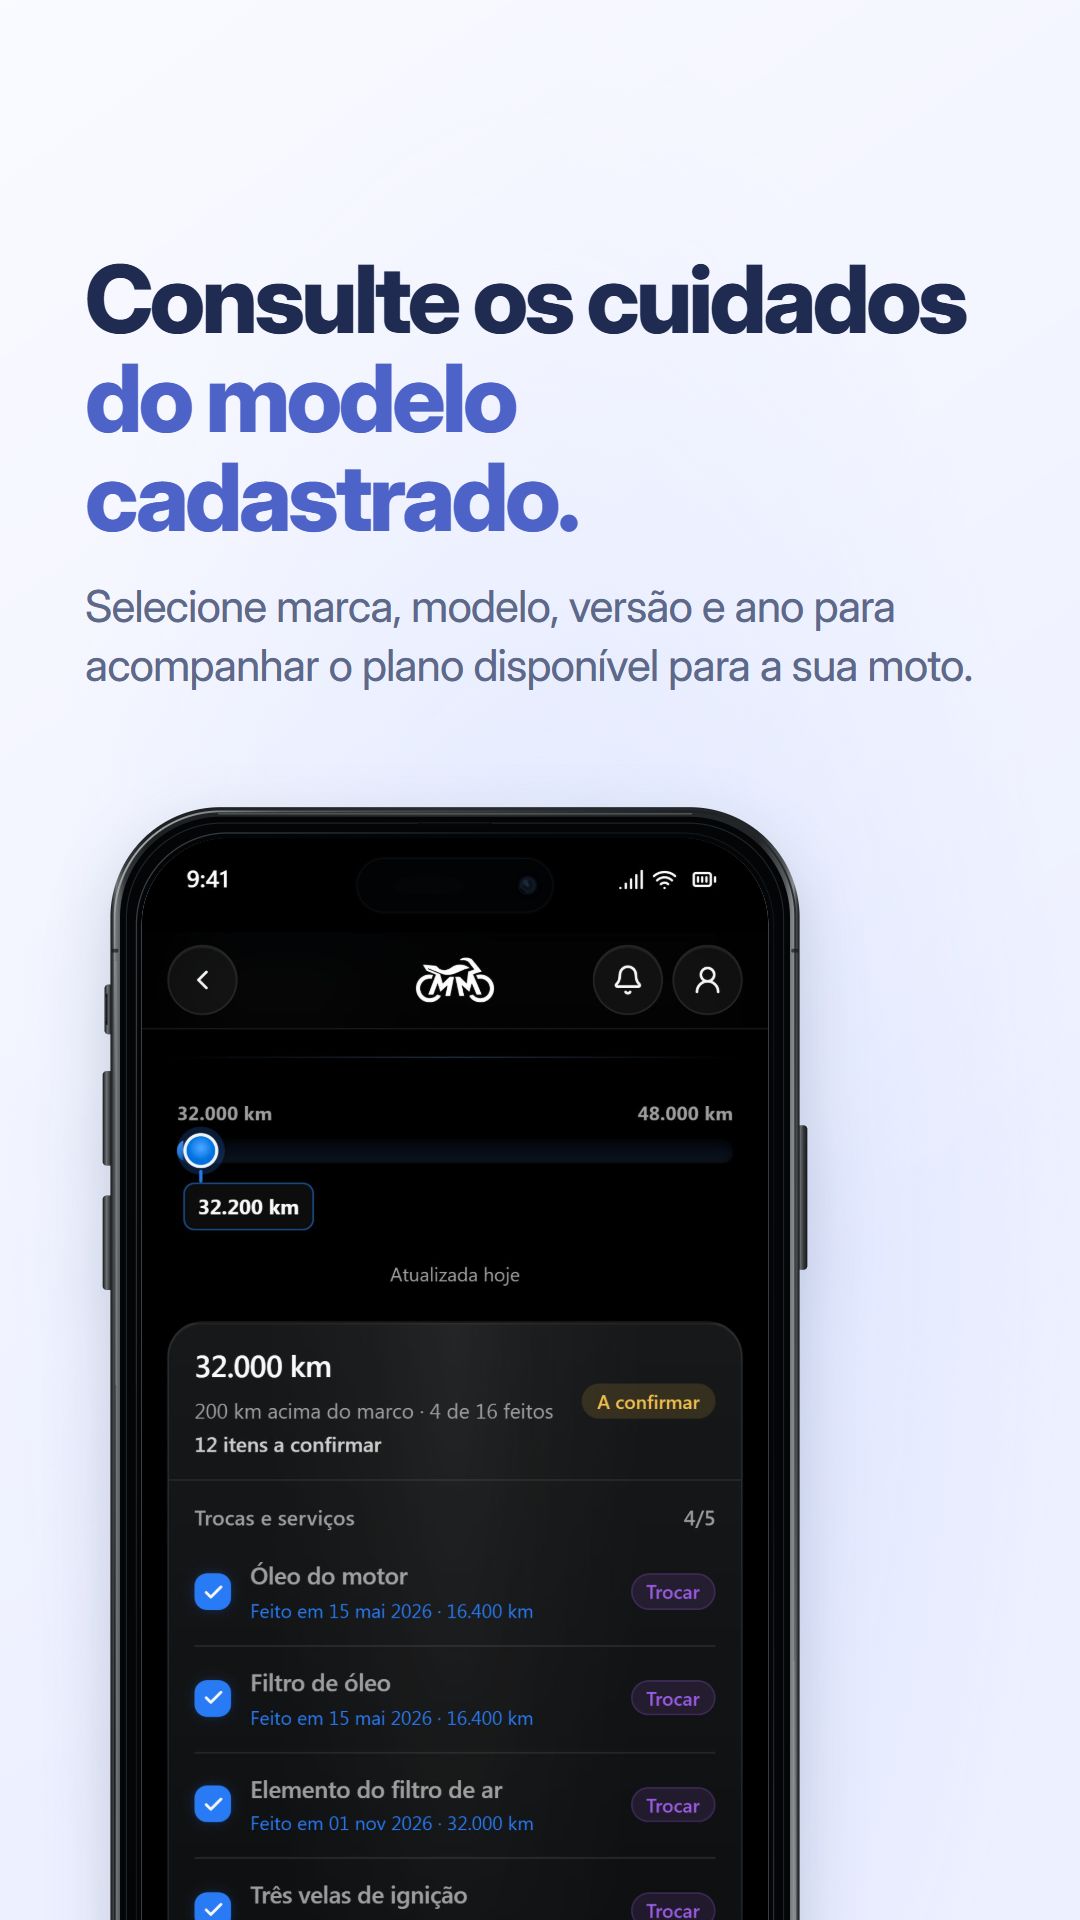 Consulte os cuidados
do modelo
cadastrado.
Selecione marca, modelo, versão e ano para
acompanhar o plano disponível para a sua moto.
9:41
MM
32.000 km
48.000 km
32.200 km
Atualizada hoje
32.000 km
200 km acima do marco · 4 de 16 feitos
A confirmar
12 itens a confirmar
Trocas e serviços
4/5
Óleo do motor
Feito em 15 mai 2026 · 16.400 km
Trocar
Filtro de óleo
Feito em 15 mai 2026 · 16.400 km
Trocar
Elemento do filtro de ar
Feito em 01 nov 2026 · 32.000 km
Trocar
Três velas de ignição
Trocar